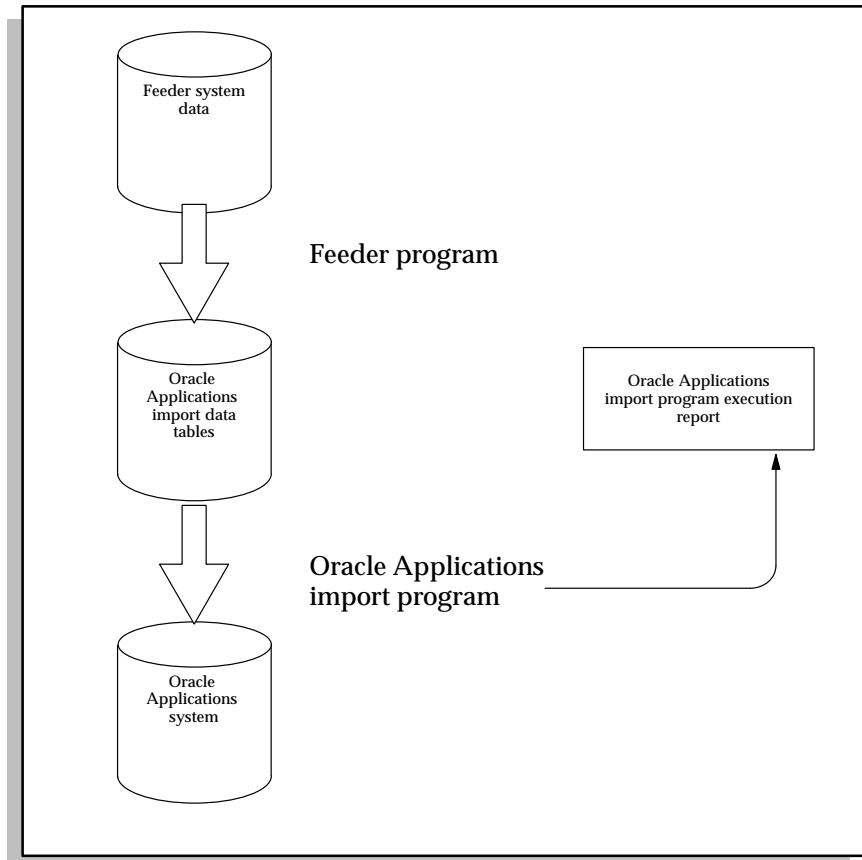 Feeder system
data
Feeder program
Oracle
Applications
import data
tables
Oracle Applications
import program execution
report
Oracle Applications
import program
Oracle
Applications
system